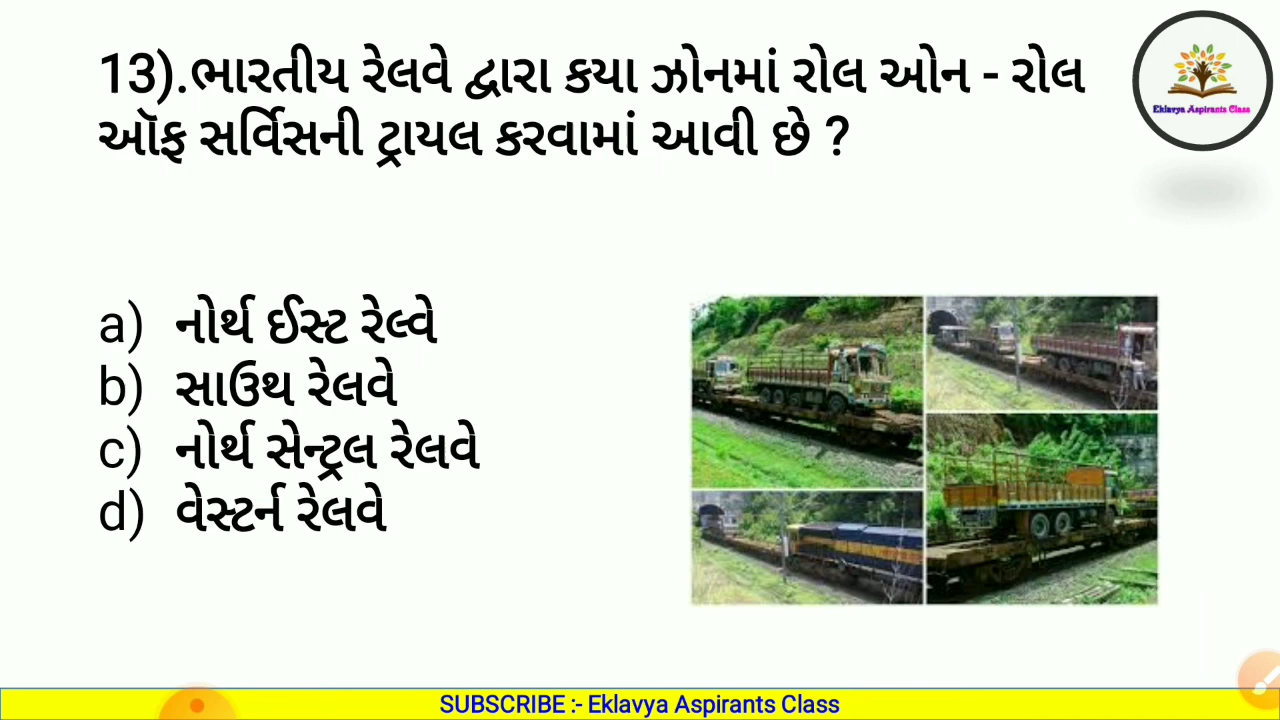 13).ભારતીય રેલવે દ્વારા કયા ઝોનમાં રોલ ઓન - રોલ
ઑફ સર્વિસની ટ્રાયલ કરવામાં આવી છે ?
Eklavya Aspirants Class
a) નોર્થ ઈસ્ટ રેલ્વે
b) સાઉથ રેલવે
c) નોર્થ સેન્ટ્રલ રેલવે
d) વેસ્ટર્ન રેલવે
SUBSCRIBE :- Eklavya Aspirants Class